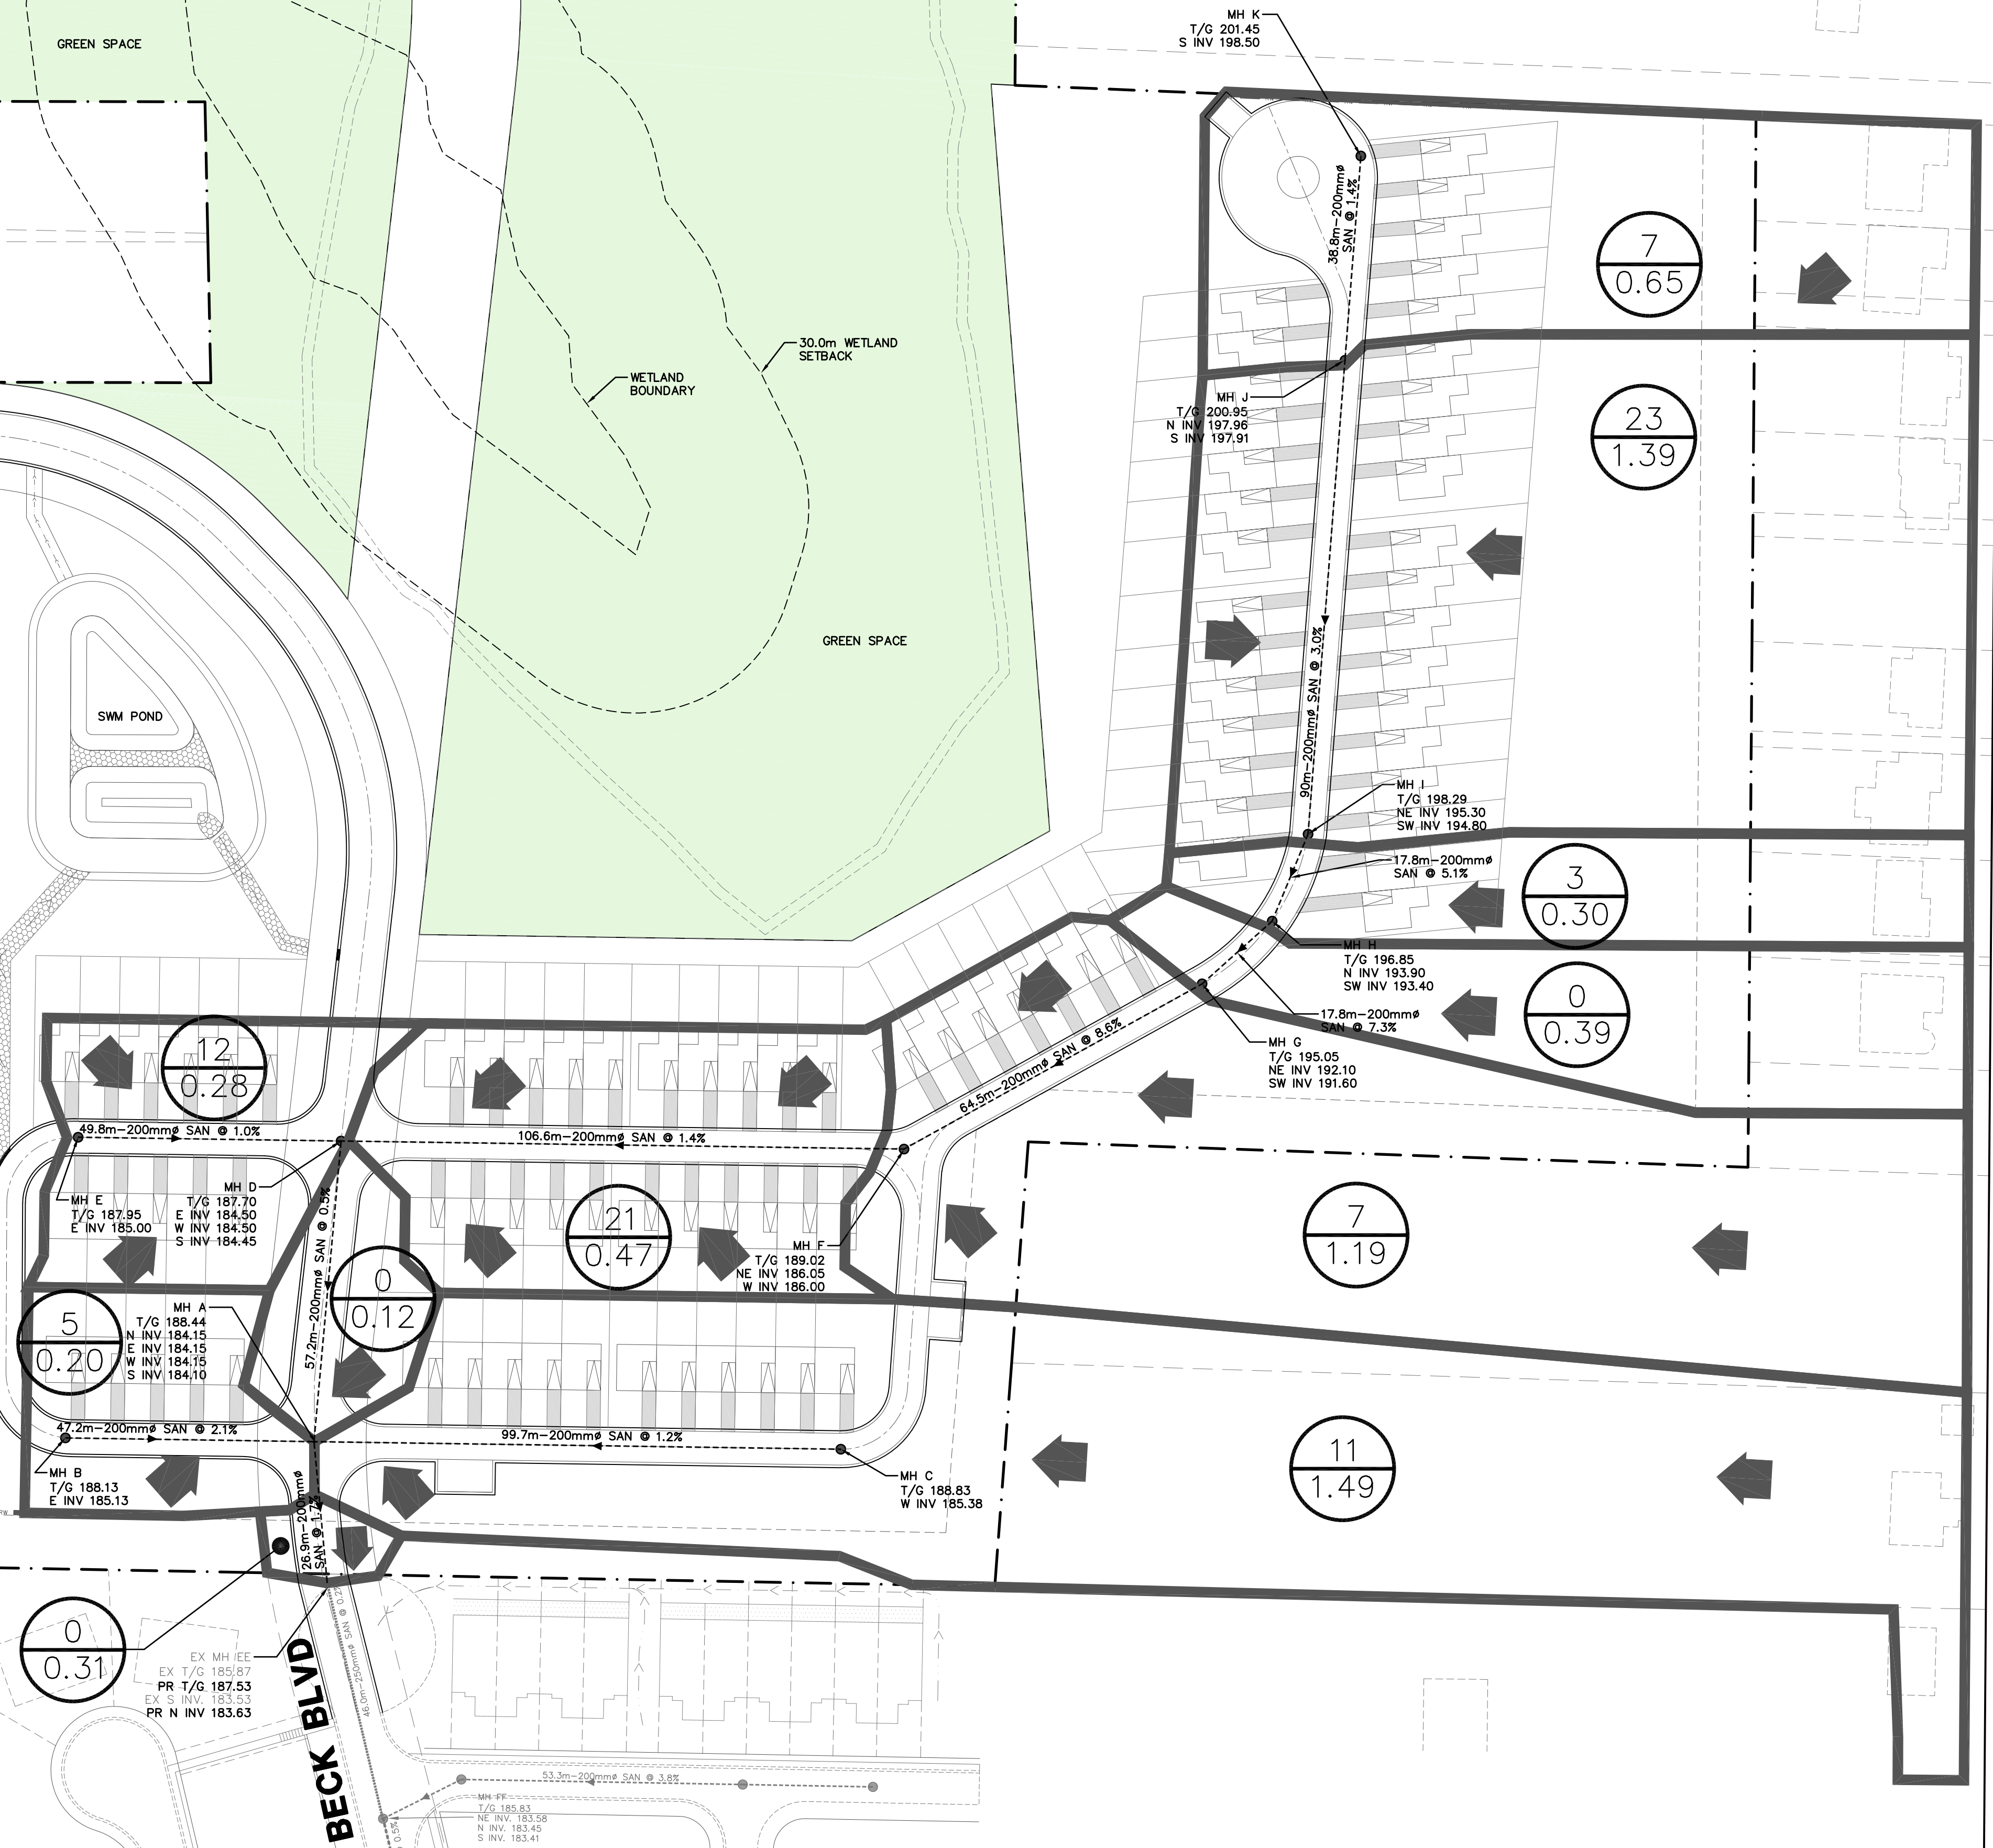 MH K
T/G 201.45
S INV 198.50
GREEN SPACE
38.8m-200mmø
SAN @ 1.4%
7
0.65
30.0m WETLAND
SETBACK
WETLAND
BOUNDARY
MH J
T/G 200.95
N INV 197.96
S INV 197.91
23
1.39
GREEN SPACE
90m-200mmø SAN @ 3.0%
SWM POND
MH I
T/G 198.29
NE INV 195.30
SW INV 194.80
17.8m-200mmø
SAN @ 5.1%
3
0.30
MH H
T/G 196.85
N INV 193.90
SW INV 193.40
0
0.39
17.8m-200mmø
SAN @ 7.3%
MH G
T/G 195.05
NE INV 192.10
SW INV 191.60
64.5m-200mmø SAN @ 8.6%
12
0.28
49.8m-200mmø SAN @ 1.0%
106.6m-200mmø SAN @ 1.4%
MH E
T/G 187.95
E INV 185.00
MH D
T/G 187.70
E INV 184.50
W INV 184.50
S INV 184.45
57.2m-200mmø SAN @ 0.5%
21
0.47
MH F
T/G 189.02
NE INV 186.05
W INV 186.00
7
1.19
0
0.12
5
0.20
MH A
T/G 188.44
N INV 184.15
E INV 184.15
W INV 184.15
S INV 184.10
47.2m-200mmø SAN @ 2.1%
99.7m-200mmø SAN @ 1.2%
MH B
T/G 188.13
E INV 185.13
MH C
T/G 188.83
W INV 185.38
11
1.49
26.9m-200mmø
SAN @ 1.7%
0
0.31
EX MH EE
EX T/G 185.87
PR T/G 187.53
EX S INV. 183.53
PR N INV 183.63
46.0m-250mmø SAN @ 0.2%
BECK BLVD
53.3m-200mmø SAN @ 3.8%
MH FF
T/G 185.83
NE INV. 183.58
N INV. 183.45
S INV. 183.41
0.5%